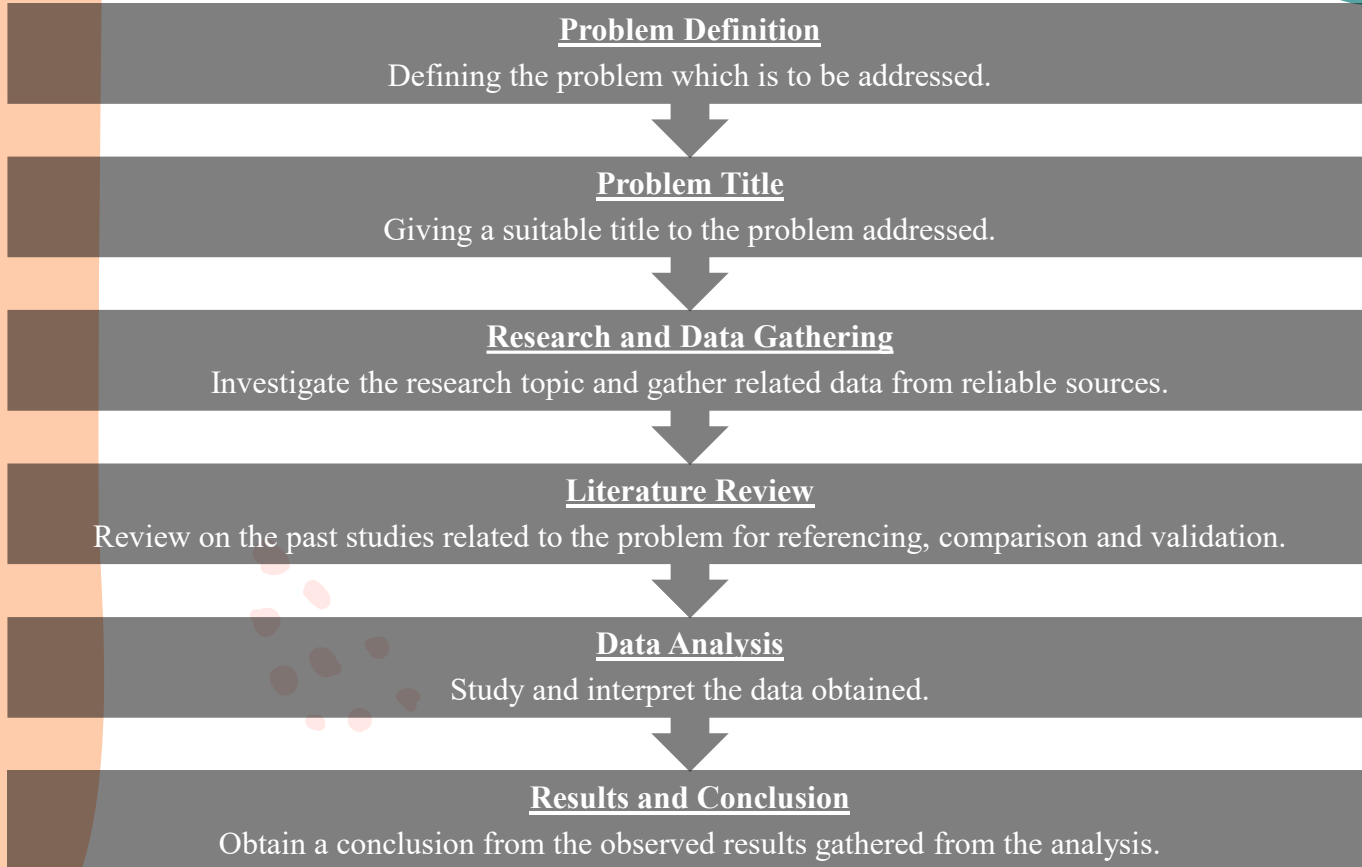 Problem Definition
Defining the problem which is to be addressed.
Problem Title
Giving a suitable title to the problem addressed.
Research and Data Gathering
Investigate the research topic and gather related data from reliable sources.
Literature Review
Review on the past studies related to the problem for referencing, comparison and validation.
Data Analysis
Study and interpret the data obtained.
Results and Conclusion
Obtain a conclusion from the observed results gathered from the analysis.